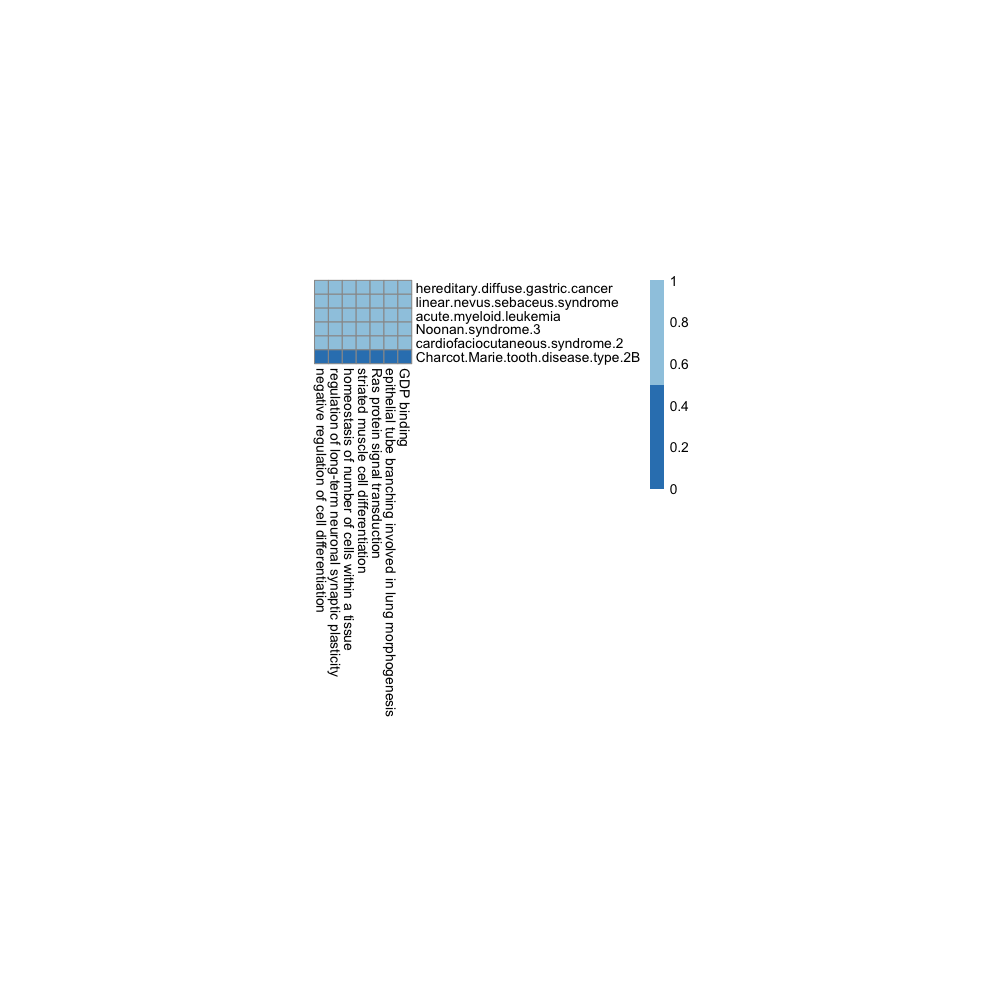 hereditary.diffuse.gastric.cancer
linear.nevus.sebaceus.syndrome
acute.myeloid.leukemia
Noonan.syndrome.3
cardiofaciocutaneous.syndrome.2
Charcot.Marie.tooth.disease.type.2B
negative regulation of cell differentiation
regulation of long-term neuronal synaptic plasticity
homeostasis of number of cells within a tissue
striated muscle cell differentiation
Ras protein signal transduction
epithelial tube branching involved in lung morphogenesis
GDP binding
1
0.8
0.6
0.4
0.2
0